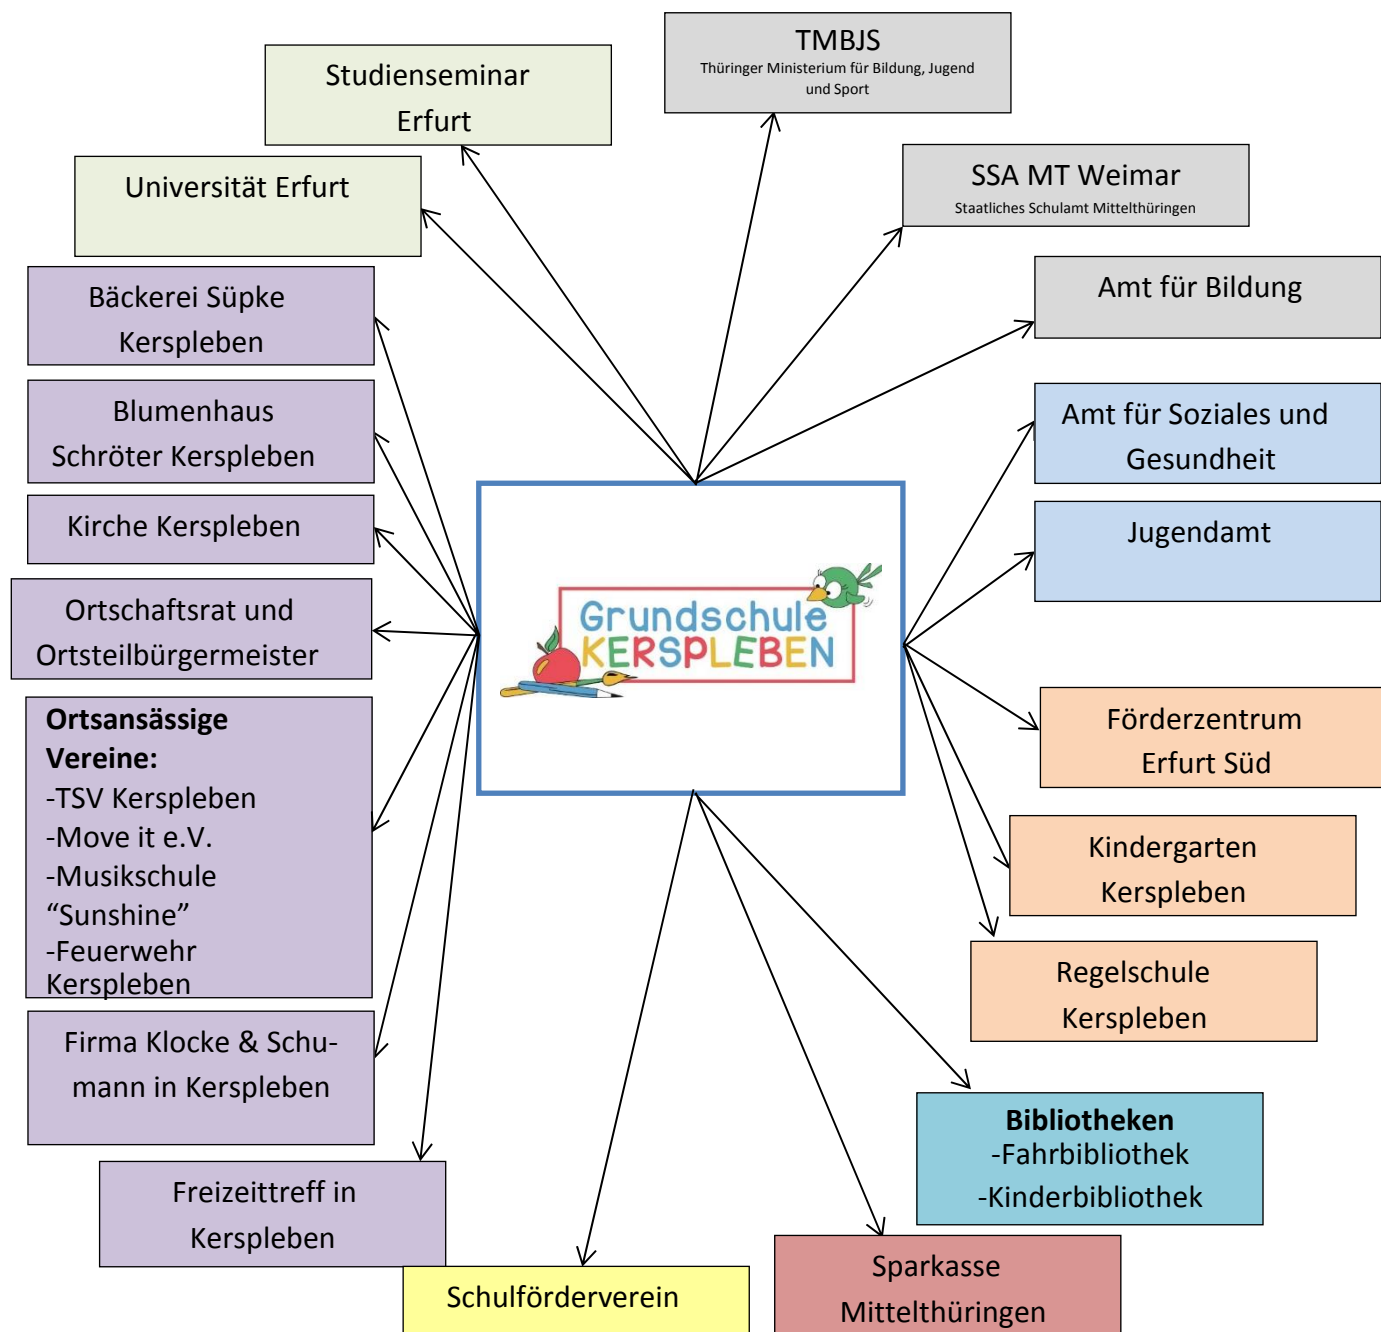 TMBJS
Thüringer Ministerium für Bildung, Jugend
und Sport
Studienseminar
Erfurt
SSA MT Weimar
Staatliches Schulamt Mittelthüringen
Universität Erfurt
Amt für Bildung
Bäckerei Süpke
Kerspleben
Blumenhaus
Schröter Kerspleben
Kirche Kerspleben
Ortschaftsrat und
Ortsteilbürgermeister
Ortsansässige
Vereine:
-TSV Kerspleben
-Move it e.V.
-Musikschule
“Sunshine”
-Feuerwehr
Kerspleben
Firma Klocke & Schu-
mann in Kerspleben
Freizeittreff in
Kerspleben
Grundschule
KERSPLEBEN
Amt für Soziales und
Gesundheit
Jugendamt
Förderzentrum
Erfurt Süd
Kindergarten
Kerspleben
Regelschule
Kerspleben
Bibliotheken
-Fahrbibliothek
-Kinderbibliothek
Sparkasse
Mittelthüringen
Schulförderverein